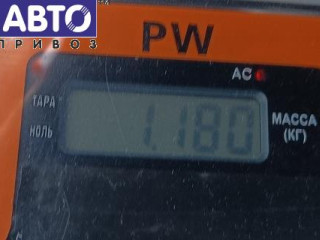 АВТО
ПРИВОЗ
PW
AC
ТАРА
НОЛЬ
1.180
МАССА
(КГ)